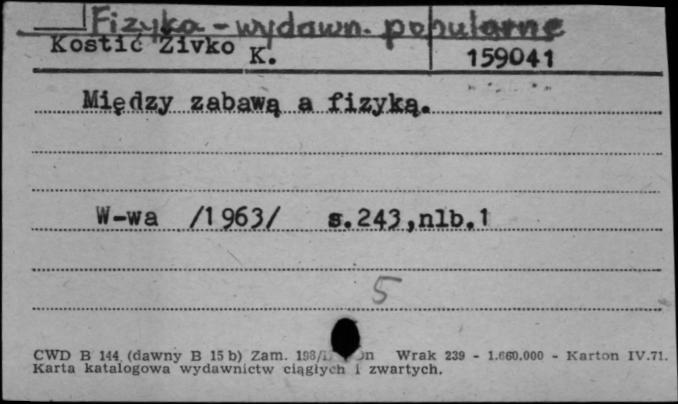 Fizyka - wydawn. popularne
Kostić Živko K. 159041
Między zabawą a fizyką.
W-wa /1963/ s.243,nlb.1
5
CWD B 144 (dawny B 15 b) Zam. Wrak 239 - 1.660.000 - Karton IV.71.
Karta katalogowa wydawnictw ciągłych i zwartych.